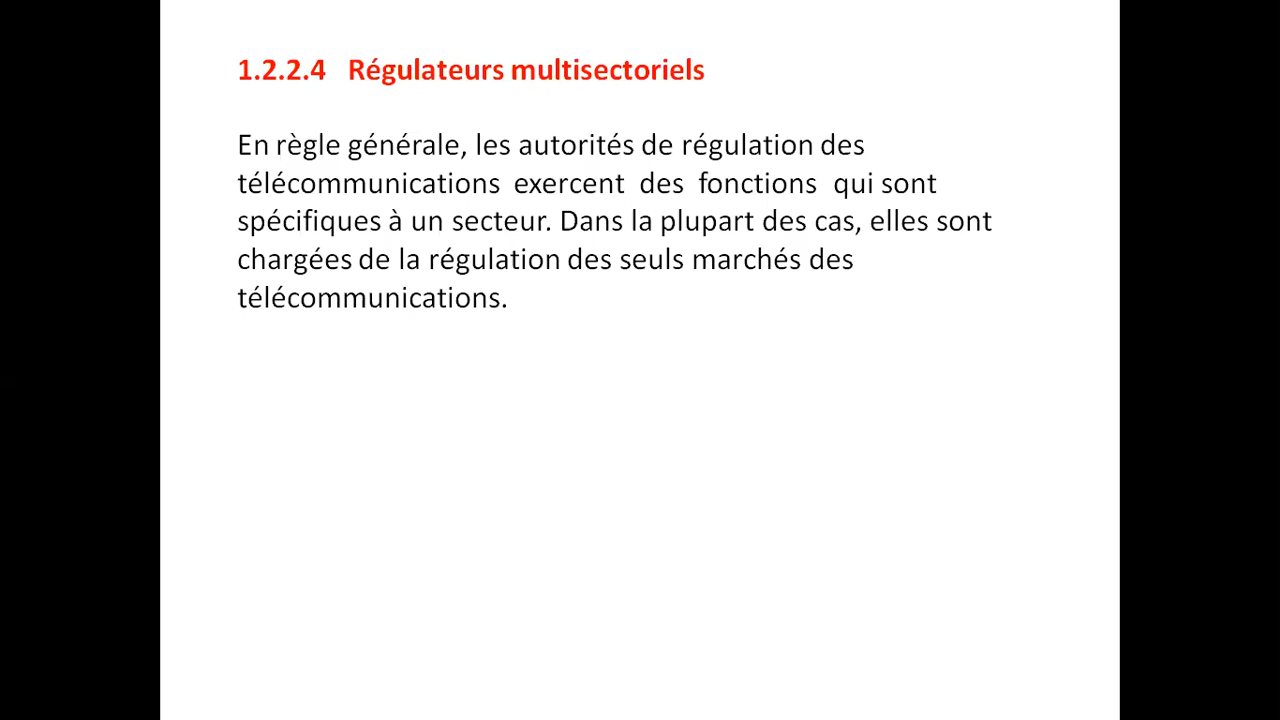 1.2.2.4 Régulateurs multisectoriels
En règle générale, les autorités de régulation des
télécommunications exercent des fonctions qui sont
spécifiques à un secteur. Dans la plupart des cas, elles sont
chargées de la régulation des seuls marchés des
télécommunications.